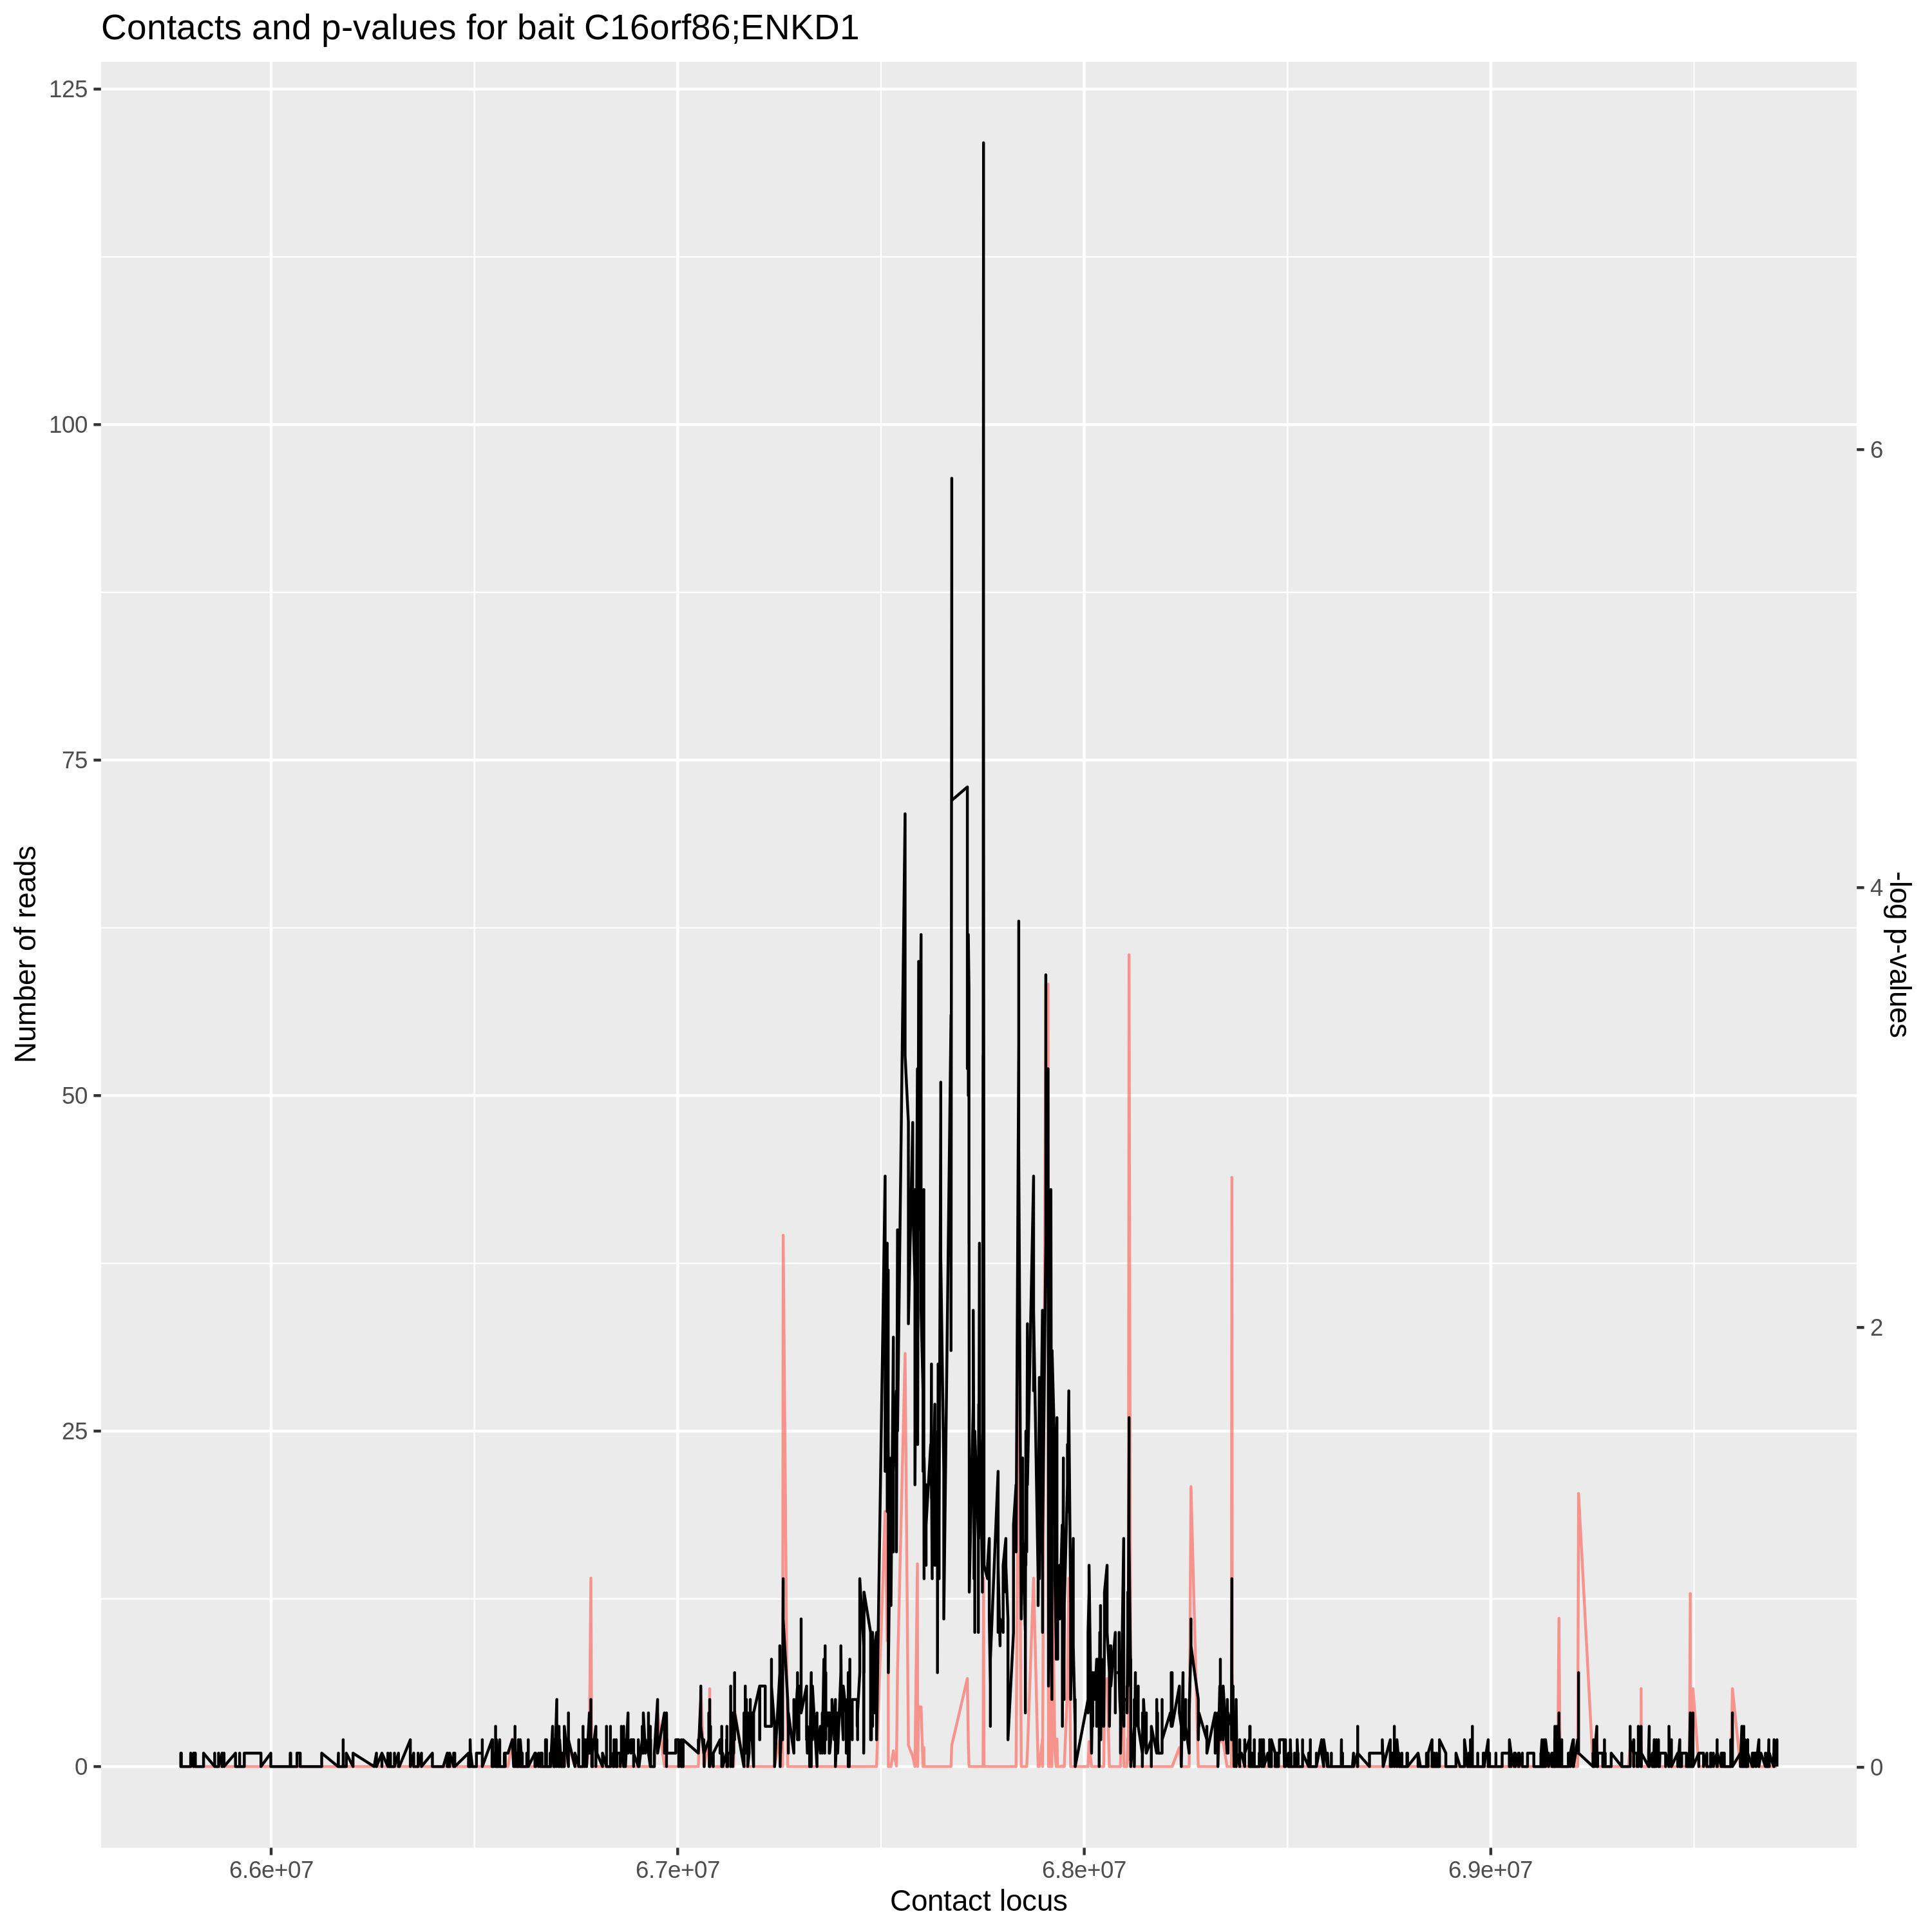 Contacts and p-values for bait C16orf86;ENKD1
125
100
75
50
25
0
Number of reads
6
4
2
0
-log p-values
6.6e+07
6.7e+07
6.8e+07
6.9e+07
Contact locus